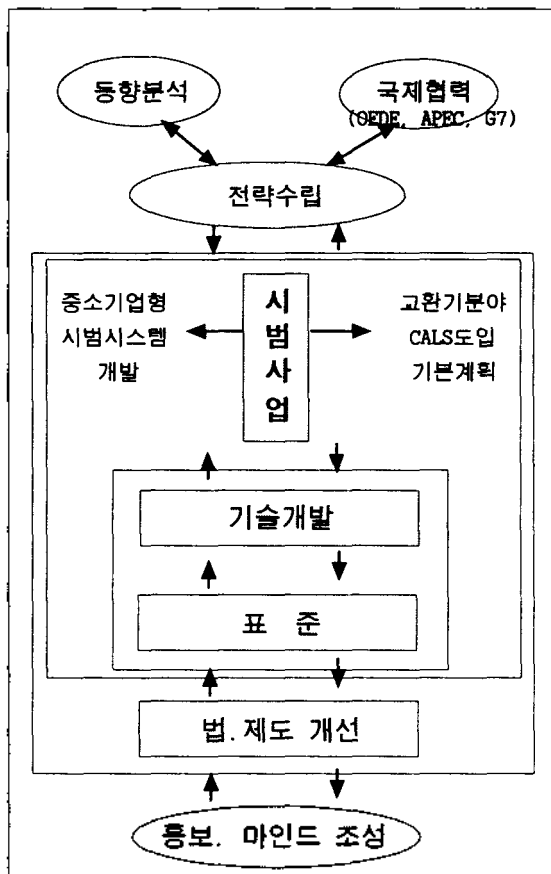 동향분석
국제협력
(OEDE, APEC, G7)
전략수립
중소기업형
시범시스템
개발
시
범
사
업
교환기분야
CALS도입
기본계획
기술개발
표 준
법.제도 개선
홍보. 마인드 조성